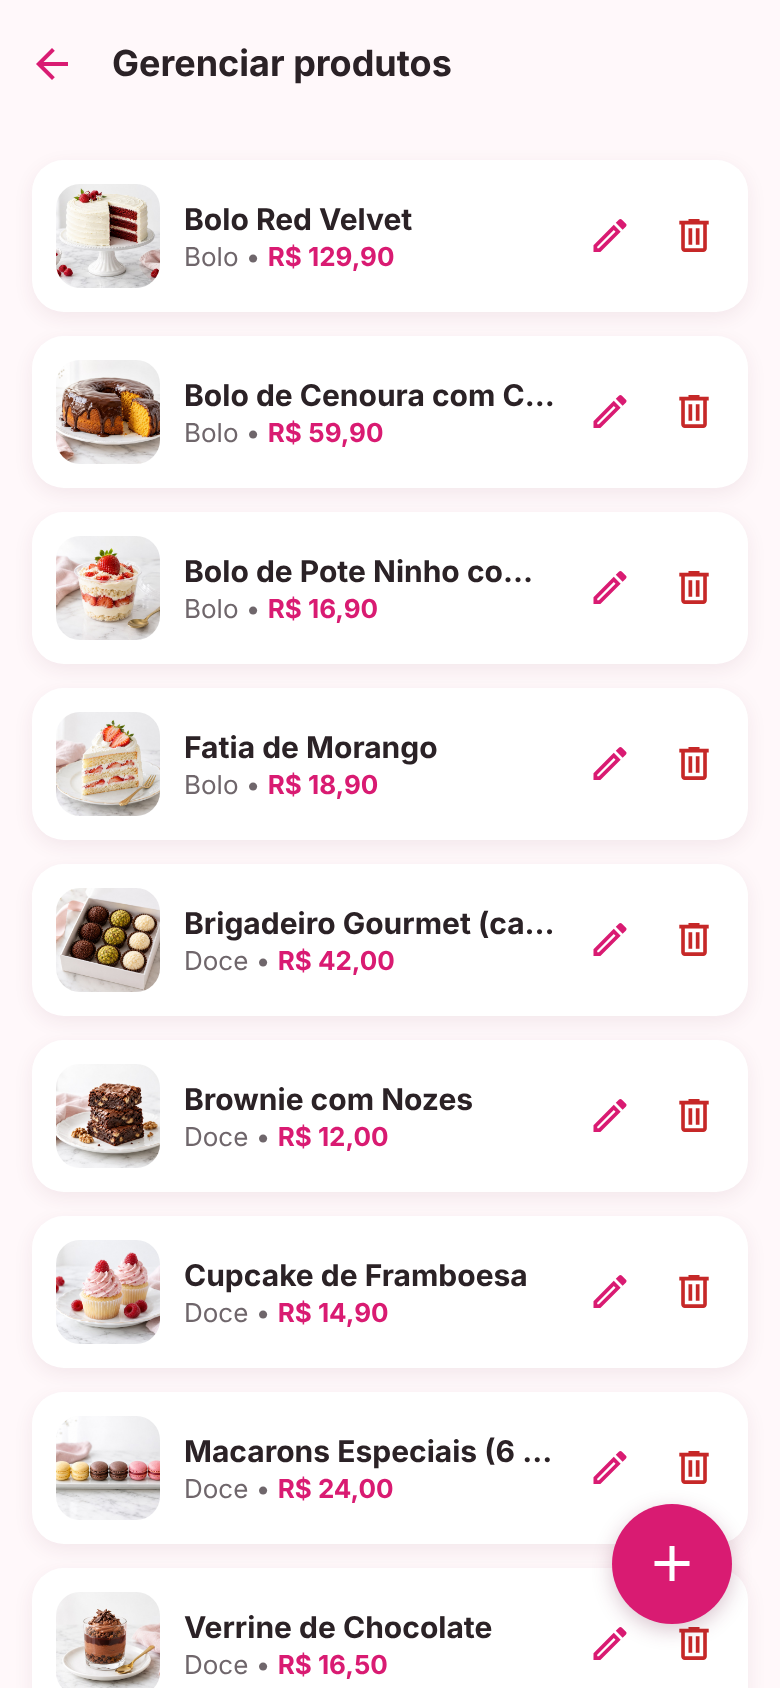 Gerenciar produtos
Bolo Red Velvet
Bolo • R$ 129,90
Bolo de Cenoura com C...
Bolo • R$ 59,90
Bolo de Pote Ninho co...
Bolo • R$ 16,90
Fatia de Morango
Bolo • R$ 18,90
Brigadeiro Gourmet (ca...
Doce • R$ 42,00
Brownie com Nozes
Doce • R$ 12,00
Cupcake de Framboesa
Doce • R$ 14,90
Macarons Especiais (6 ...
Doce • R$ 24,00
Verrine de Chocolate
Doce • R$ 16,50